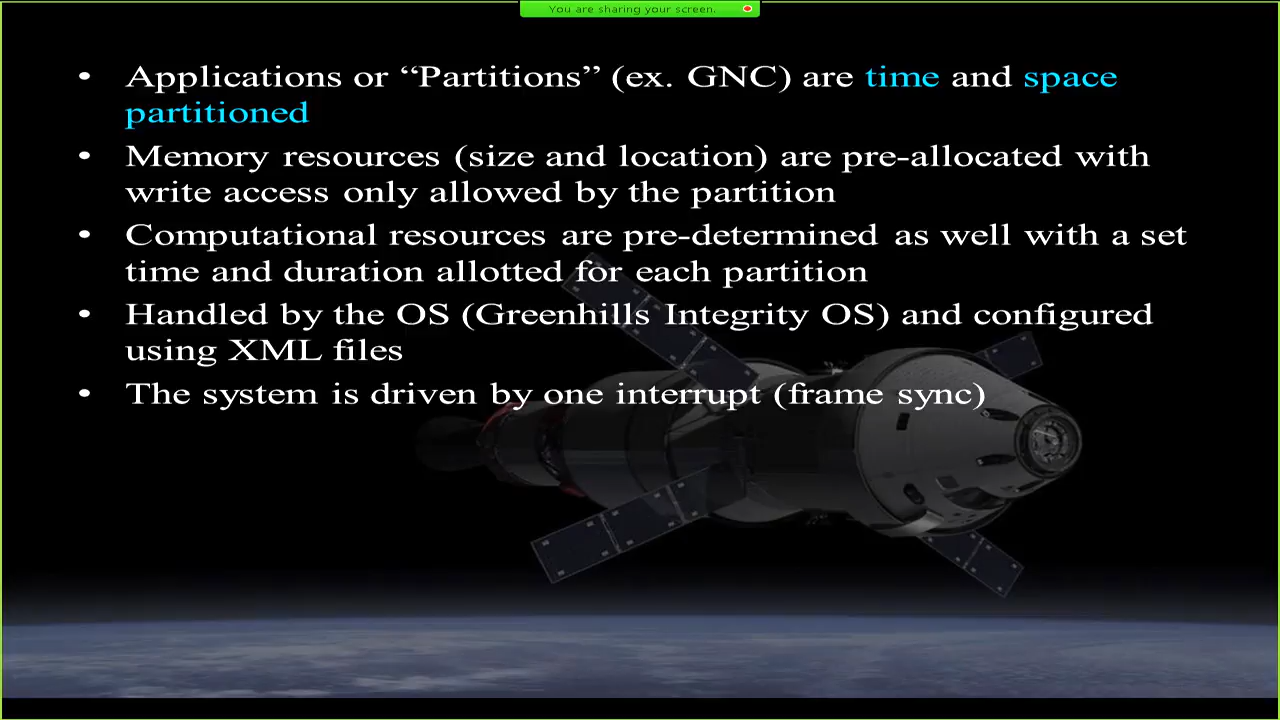 You are sharing your screen.
• Applications or “Partitions” (ex. GNC) are time and space
partitioned
• Memory resources (size and location) are pre-allocated with
write access only allowed by the partition
• Computational resources are pre-determined as well with a set
time and duration allotted for each partition
• Handled by the OS (Greenhills Integrity OS) and configured
using XML files
• The system is driven by one interrupt (frame sync)